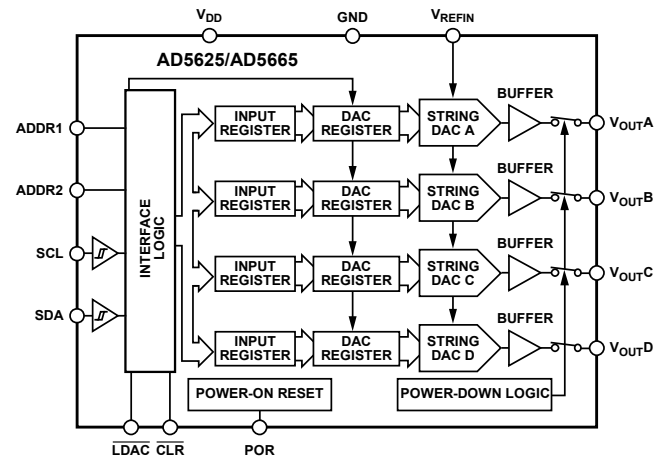 VDD
GND
VREFIN
AD5625/AD5665
BUFFER
ADDR1
INPUT
REGISTER
DAC
REGISTER
STRING
DAC A
VOUTA
BUFFER
ADDR2
INPUT
REGISTER
DAC
REGISTER
STRING
DAC B
VOUTB
INTERFACE
LOGIC
BUFFER
SCL
INPUT
REGISTER
DAC
REGISTER
STRING
DAC C
VOUTC
BUFFER
SDA
INPUT
REGISTER
DAC
REGISTER
STRING
DAC D
VOUTD
POWER-ON RESET
POWER-DOWN LOGIC
LDAC
CLR
POR